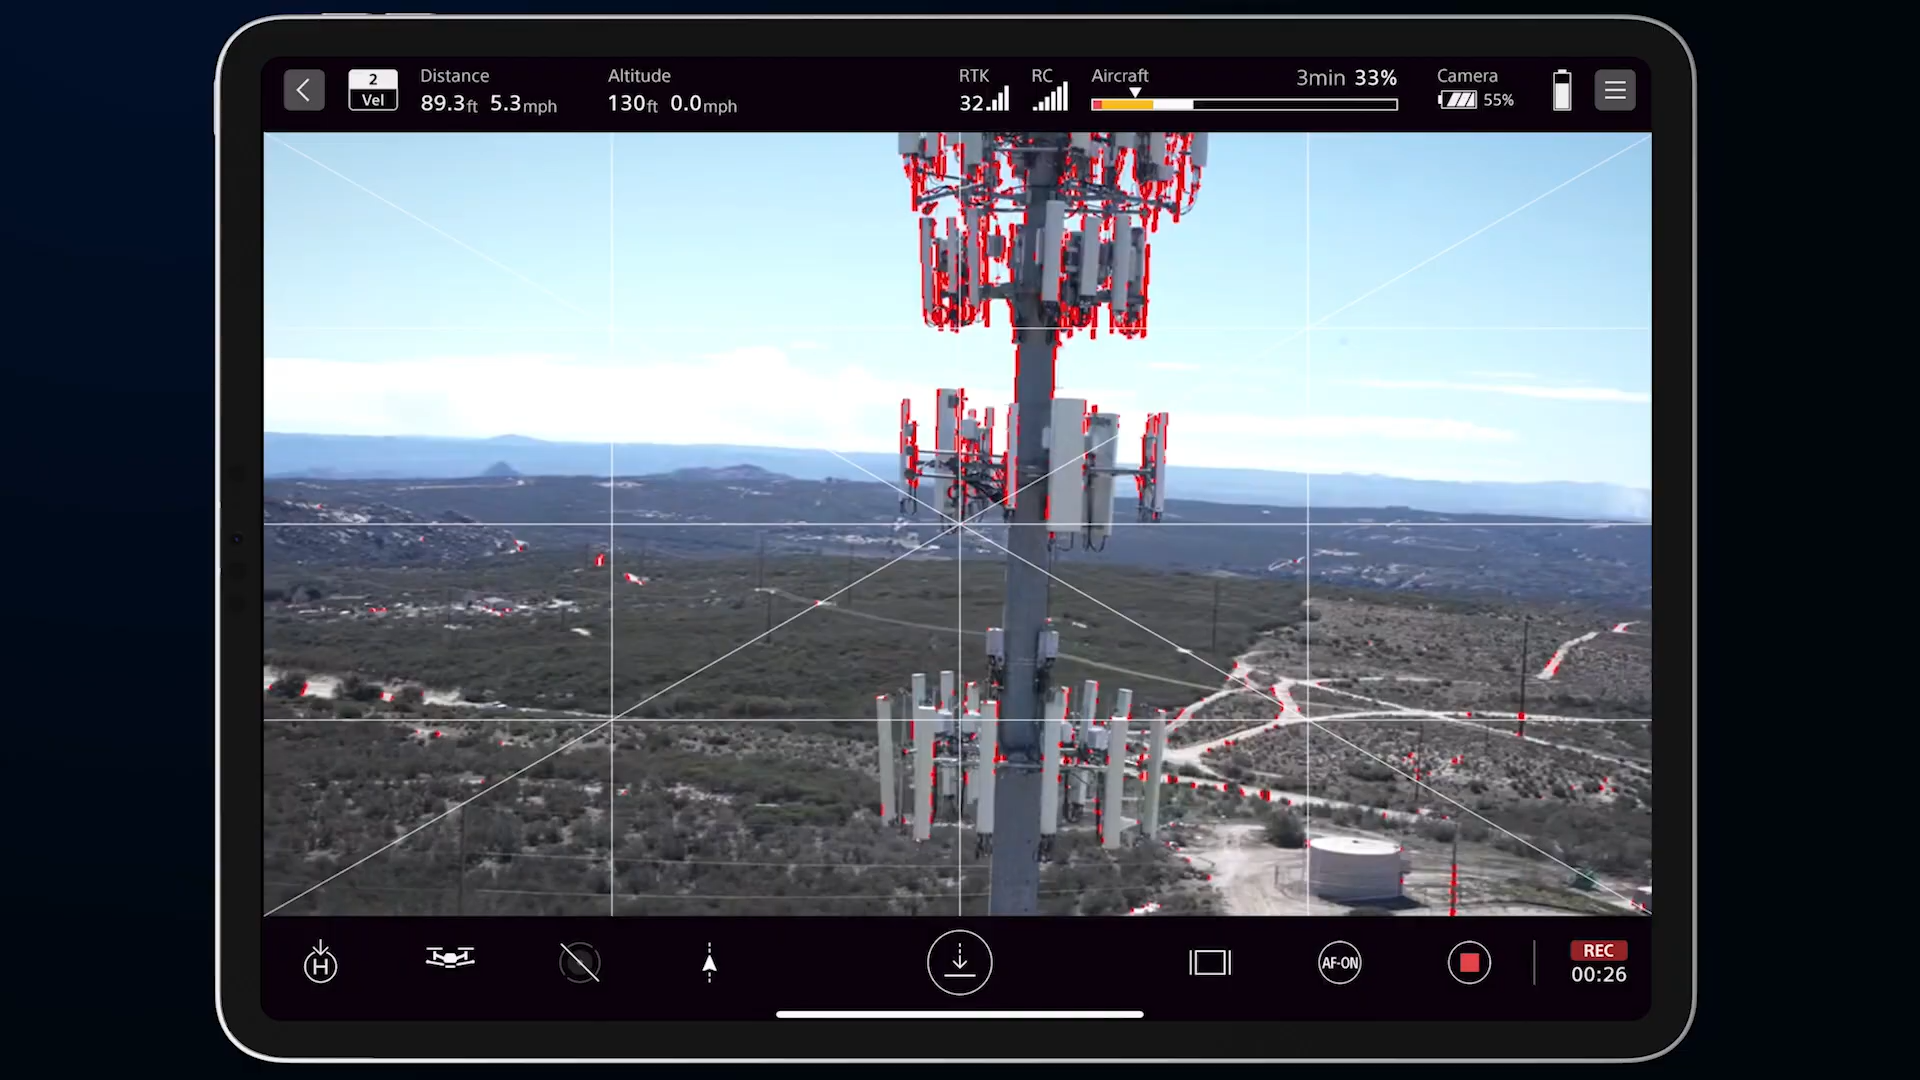 2
Vel
Distance
89.3ft 5.3mph
Altitude
130ft 0.0mph
RTK
32
RC
Aircraft
3min 33%
Camera
55%
H
AF-ON
REC
00:26